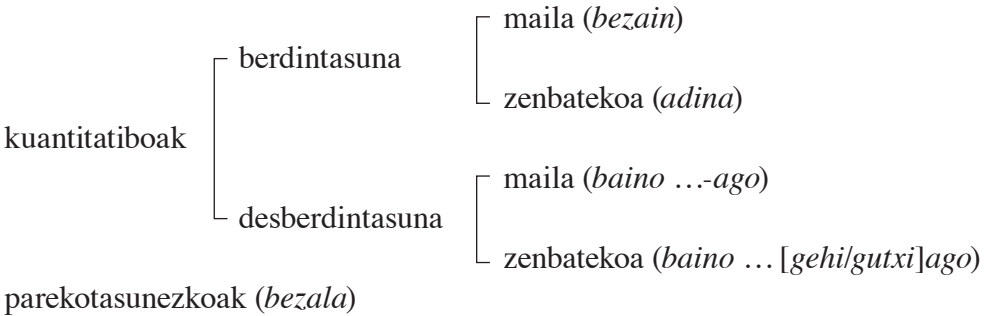 maila (bezain)
berdintasuna
zenbatekoa (adina)
kuantitatiboak
maila (baino …-ago)
desberdintasuna
zenbatekoa (baino … [gehi/gutxi]ago)
parekotasunezkoak (bezala)